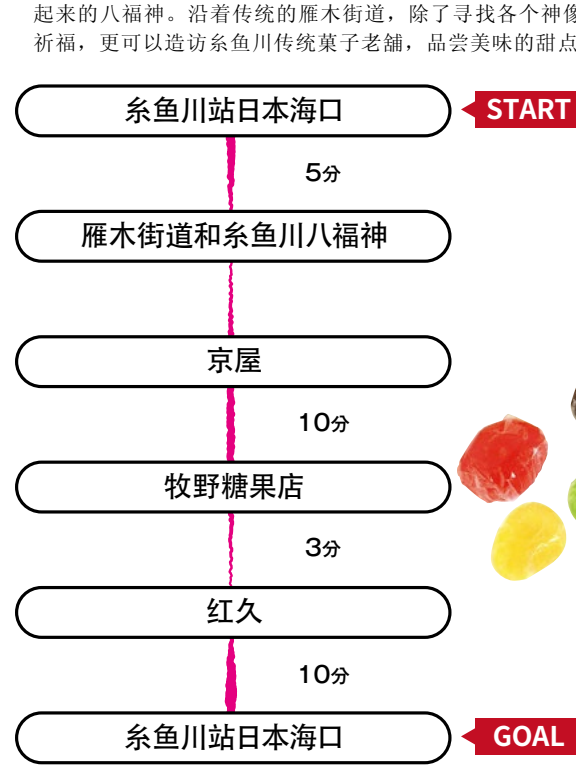 起来的八福神。沿着传统的雁木街道，除了寻找各个神像
祈福，更可以造访糸鱼川传统菓子老舖，品尝美味的甜点
糸鱼川站日本海口
START
5分
雁木街道和糸鱼川八福神
京屋
10分
牧野糖果店
3分
红久
10分
糸鱼川站日本海口
GOAL